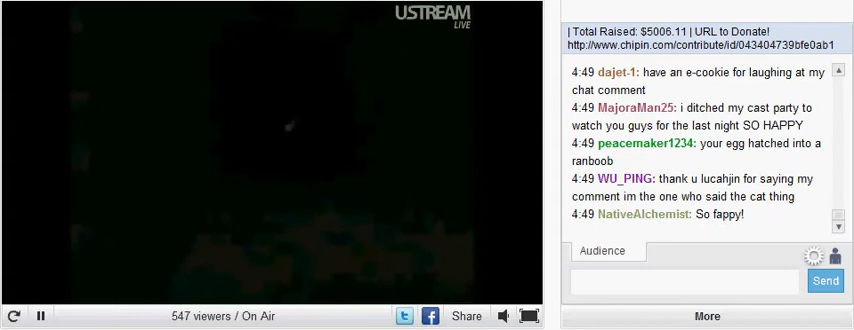 USTREAM
LIVE
| Total Raised: $5006.11 | URL to Donate!
http://www.chipin.com/contribute/id/043404739bfe0ab1
4:49 dajet-1: have an e-cookie for laughing at my
chat comment
4:49 MajoraMan25: i ditched my cast party to
watch you guys for the last night SO HAPPY
4:49 peacemaker1234: your egg hatched into a
ranboob
4:49 WU_PING: thank u lucahjin for saying my
comment im the one who said the cat thing
4:49 NativeAlchemist: So fappy!
Audience
Send
547 viewers / On Air
Share
More